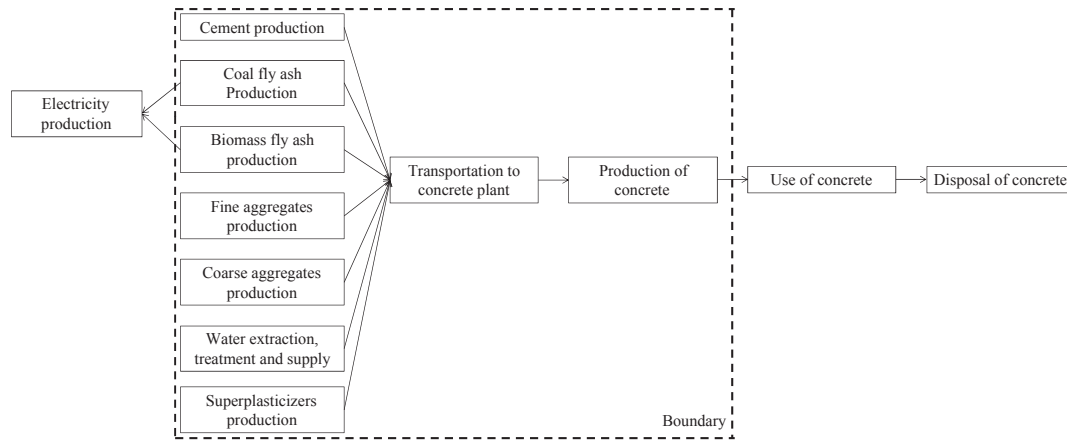 Cement production
Coal fly ash
Production
Electricity
production
Biomass fly ash
production
Transportation to
concrete plant
Production of
concrete
Use of concrete
Disposal of concrete
Fine aggregates
production
Coarse aggregates
production
Water extraction,
treatment and supply
Superplasticizers
production
Boundary